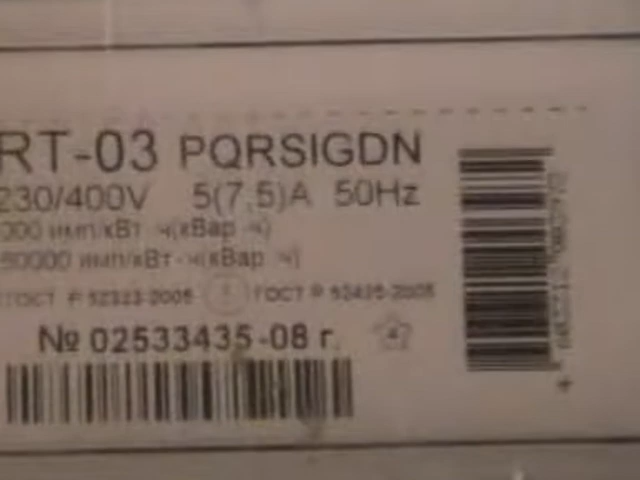 RT-03 PQRSIGDN
230/400V 5(7,5)A 50Hz
000 имп/кВт·ч(кВар·ч)
60000 имп/кВт·ч(кВар·ч)
ГОСТ Р 52323-2005 ГОСТ Р 52425-2005
№ 02533435-08 г.